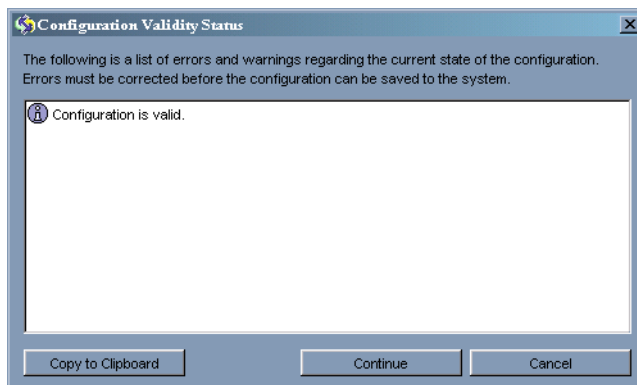 Configuration Validity Status
The following is a list of errors and warnings regarding the current state of the configuration.
Errors must be corrected before the configuration can be saved to the system.
Configuration is valid.
Copy to Clipboard
Continue
Cancel